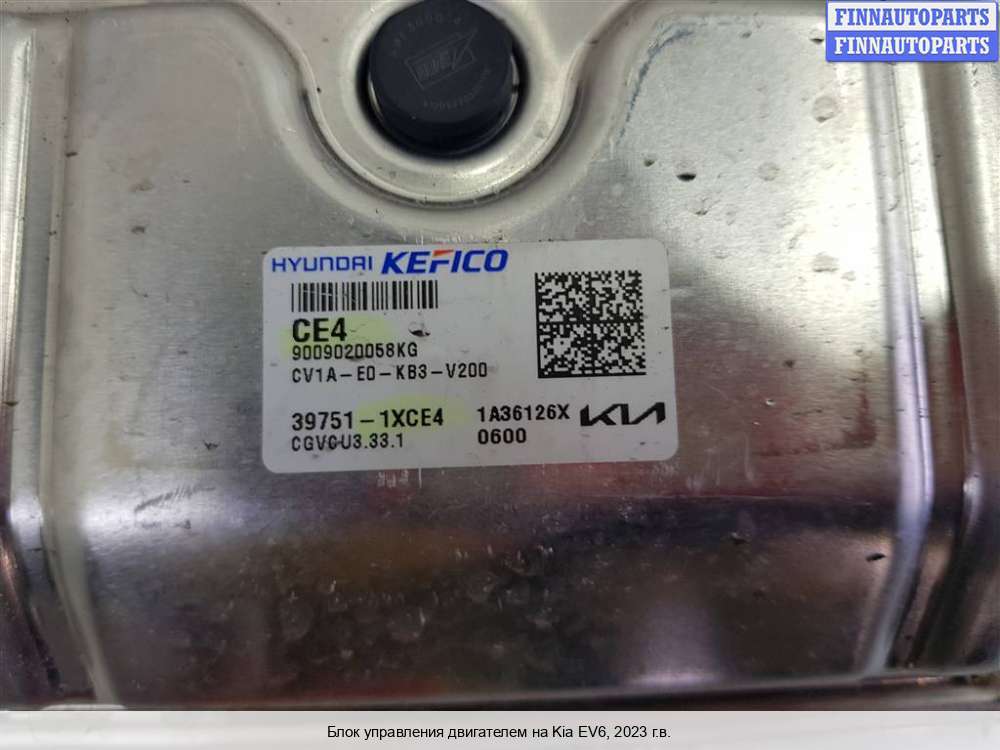 FINNAUTOPARTS
FINNAUTOPARTS
HYUNDAI KEFICO
CE4
9009020058KG
CV1A-E0-KB3-V200
39751-1XCE4 1A36126X KIA
CGVCU3.33.1 0600
Блок управления двигателем на Kia EV6, 2023 г.в.